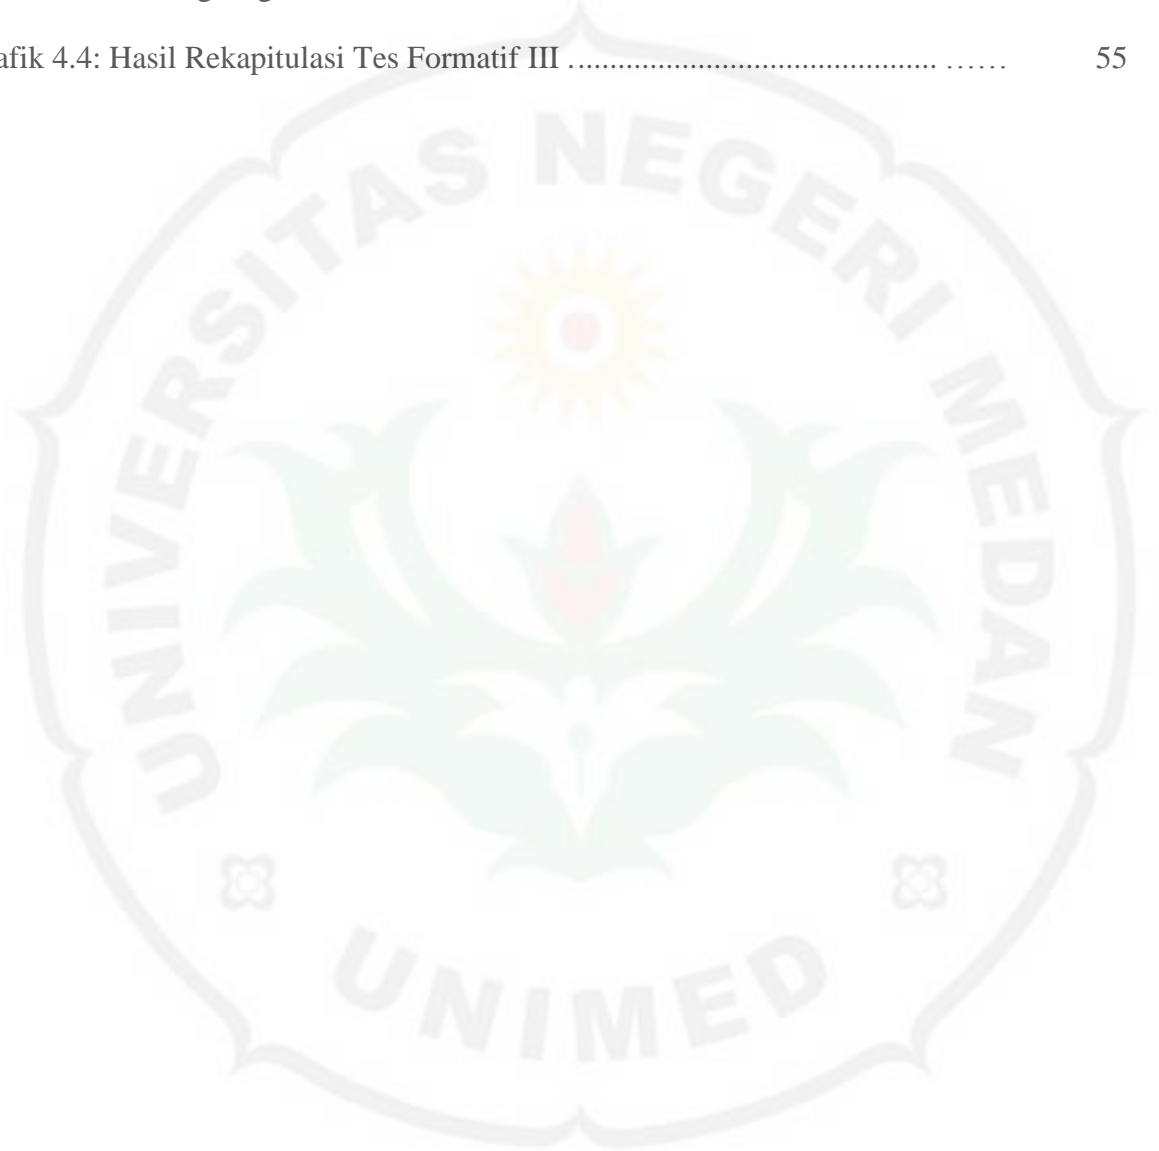 afik 4.4: Hasil Rekapitulasi Tes Formatif III ............................................ …… 55
UNIVERSITAS NEGERI MEDAN
UNIMED